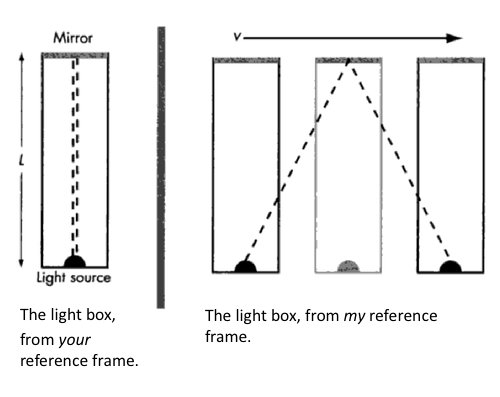 Mirror
v
L
Light source
The light box,
from your
reference frame.
The light box, from my reference
frame.